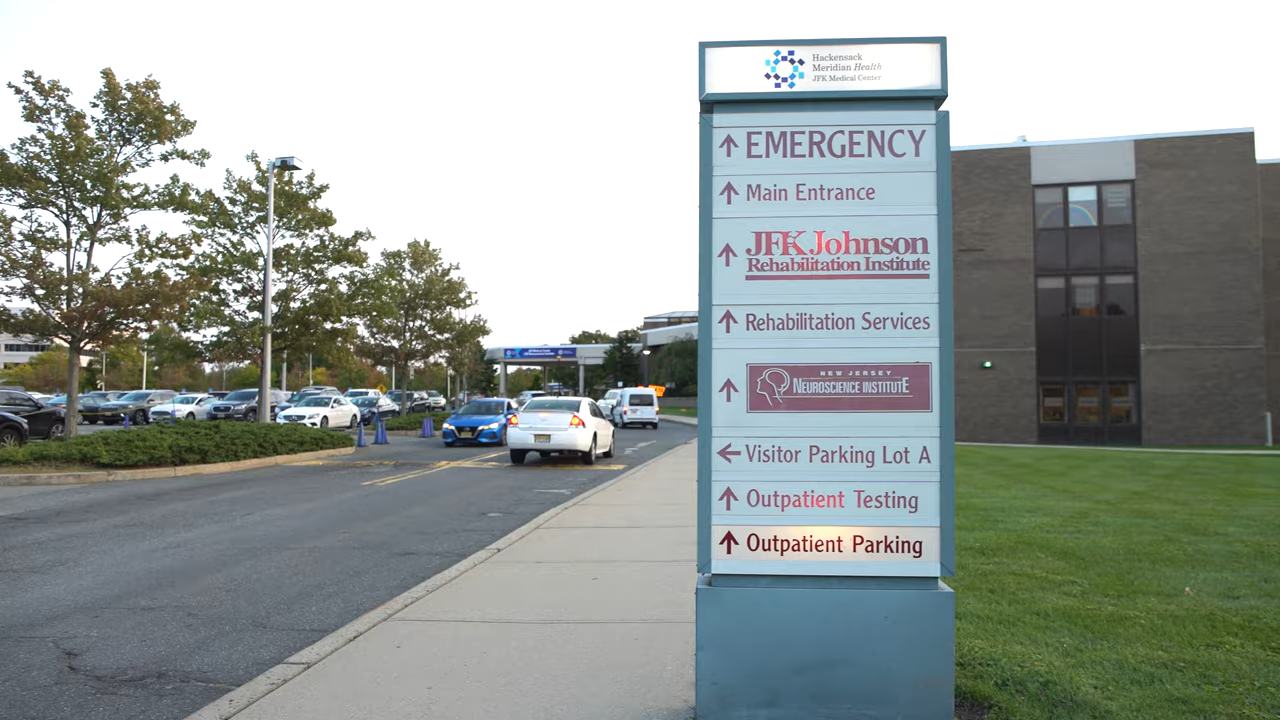 Hackensack
Meridian Health
JFK Medical Center
↑ EMERGENCY
↑ Main Entrance
↑ JFK Johnson
Rehabilitation Institute
↑ Rehabilitation Services
NEW JERSEY
↑ NEUROSCIENCE INSTITUTE
← Visitor Parking Lot A
↑ Outpatient Testing
↑ Outpatient Parking